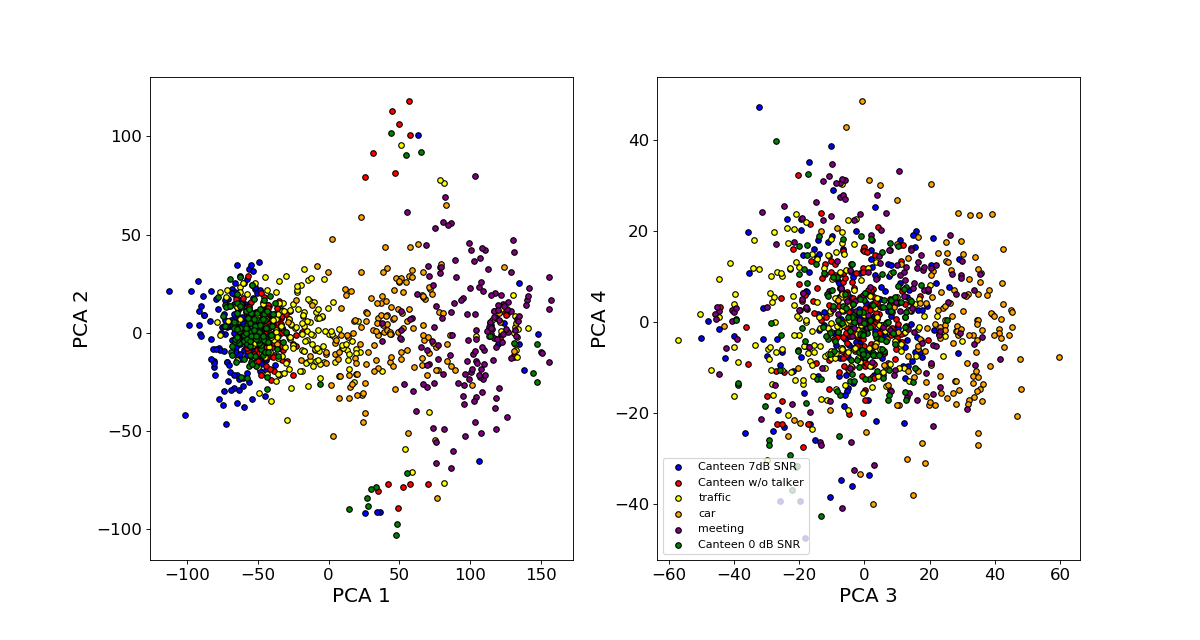 100
50
0
−50
−100
PCA 2
−100 −50 0 50 100 150
PCA 1
40
20
0
−20
−40
PCA 4
Canteen 7dB SNR
Canteen w/o talker
traffic
car
meeting
Canteen 0 dB SNR
−60 −40 −20 0 20 40 60
PCA 3